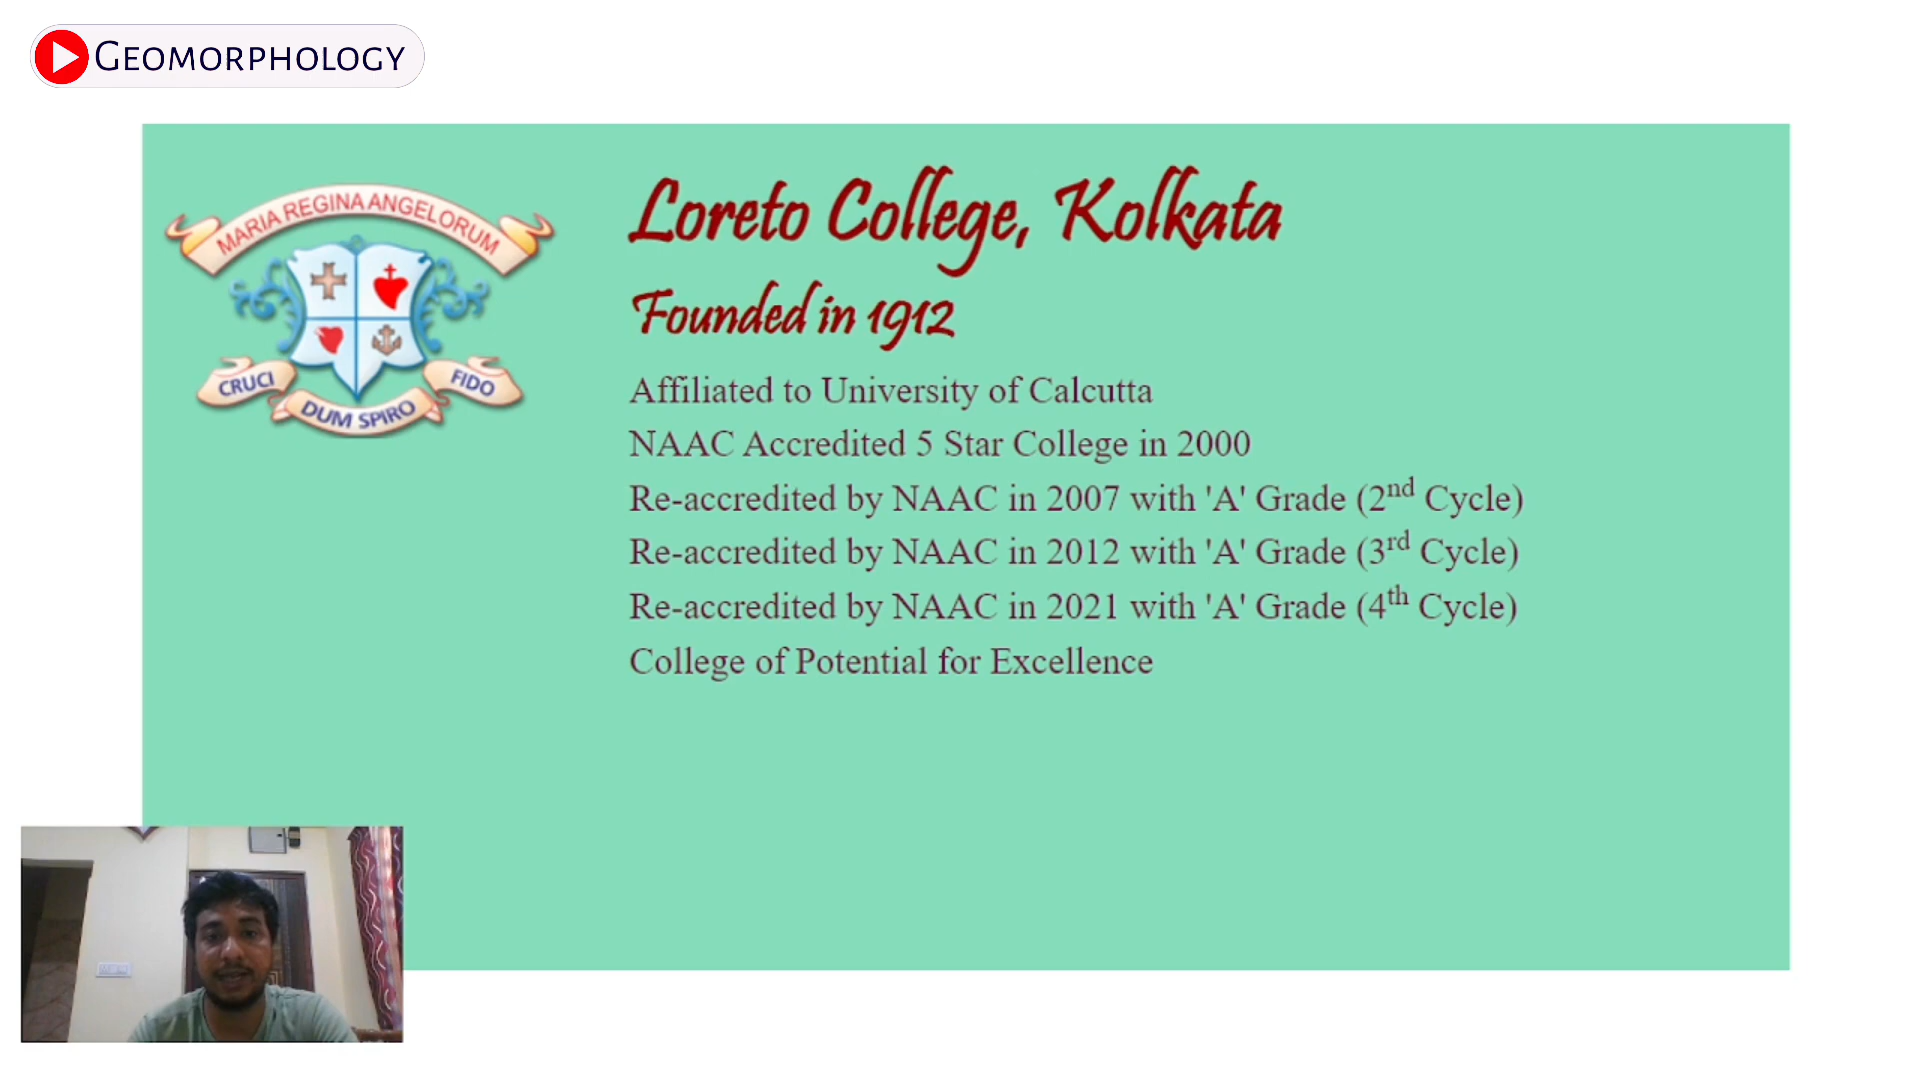 GEOMORPHOLOGY
MARIA REGINA ANGELORUM
CRUCI
DUM SPIRO
FIDO
Loreto College, Kolkata
Founded in 1912
Affiliated to University of Calcutta
NAAC Accredited 5 Star College in 2000
Re-accredited by NAAC in 2007 with 'A' Grade (2nd Cycle)
Re-accredited by NAAC in 2012 with 'A' Grade (3rd Cycle)
Re-accredited by NAAC in 2021 with 'A' Grade (4th Cycle)
College of Potential for Excellence